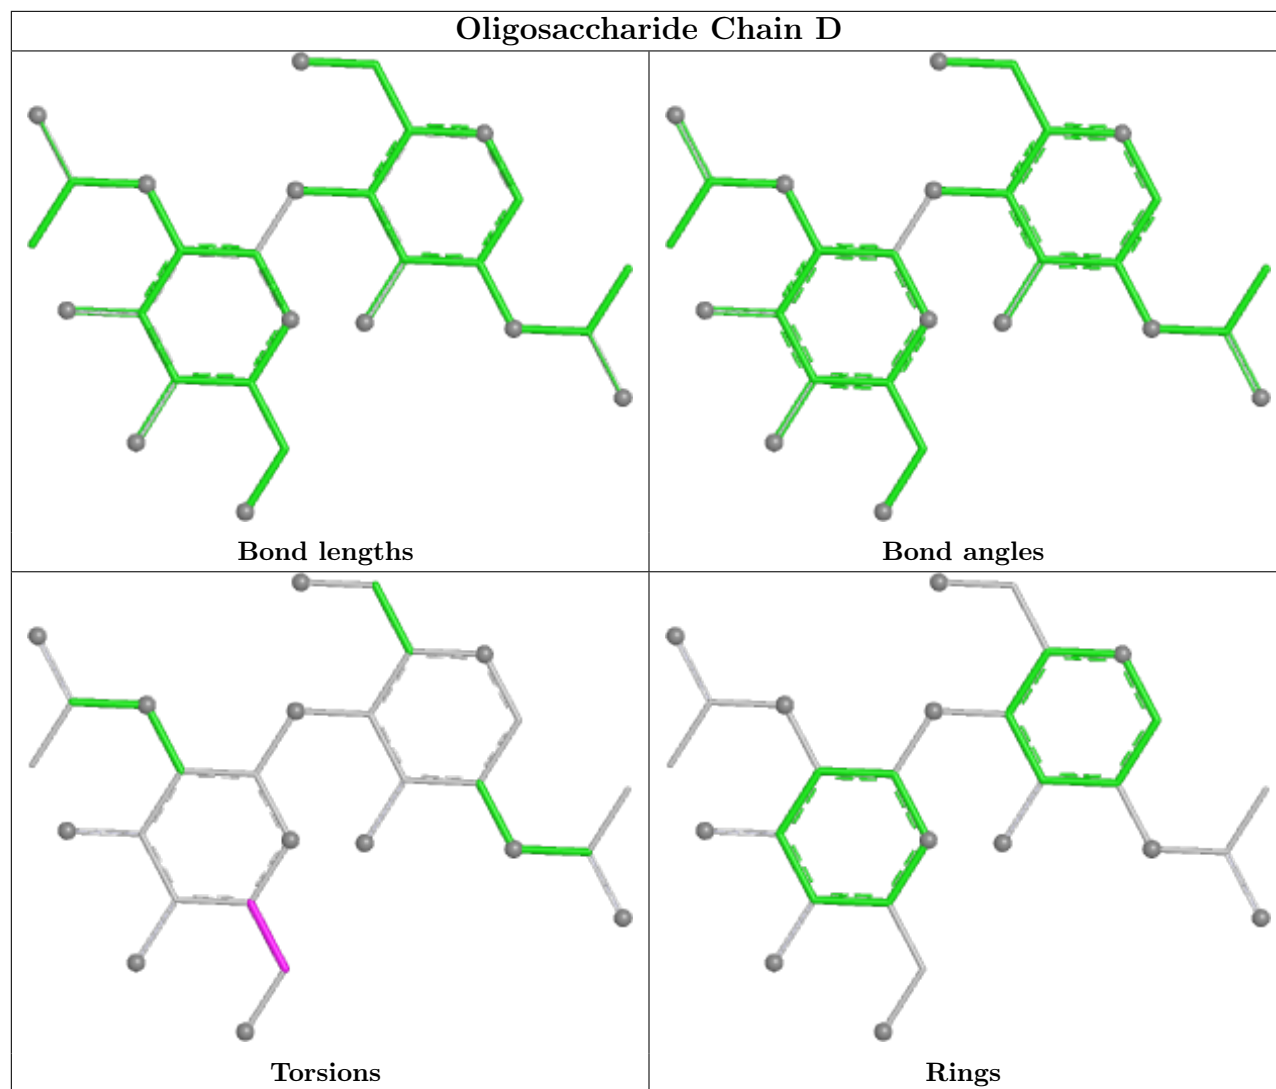 Oligosaccharide Chain D
Bond lengths
Bond angles
Torsions
Rings